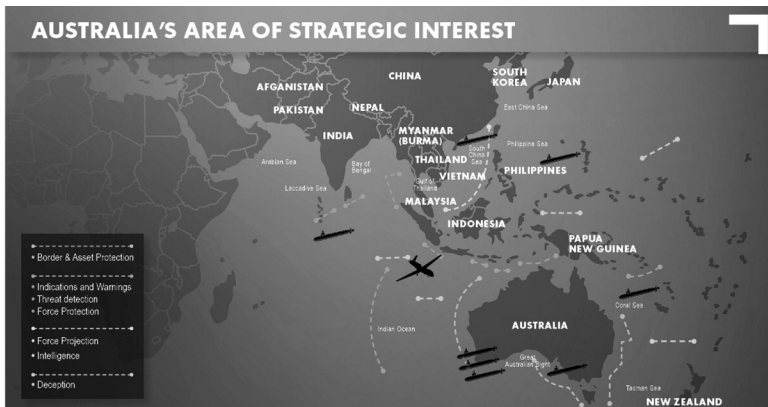 AUSTRALIA'S AREA OF STRATEGIC INTEREST
CHINA
SOUTH
KOREA
JAPAN
AFGANISTAN
PAKISTAN
NEPAL
East China Sea
INDIA
MYANMAR
(BURMA)
South
China
Sea
Philippine Sea
Arabian Sea
Bay of
Bengal
THAILAND
VIETNAM
PHILIPPINES
Laccadive Sea
Gulf of
Thailand
MALAYSIA
INDONESIA
PAPUA
NEW GUINEA
• Border & Asset Protection
• Indications and Warnings
• Threat detection
• Force Protection
• Force Projection
• Intelligence
• Deception
Indian Ocean
AUSTRALIA
Coral Sea
Great
Australian Bight
Tasman Sea
NEW ZEALAND